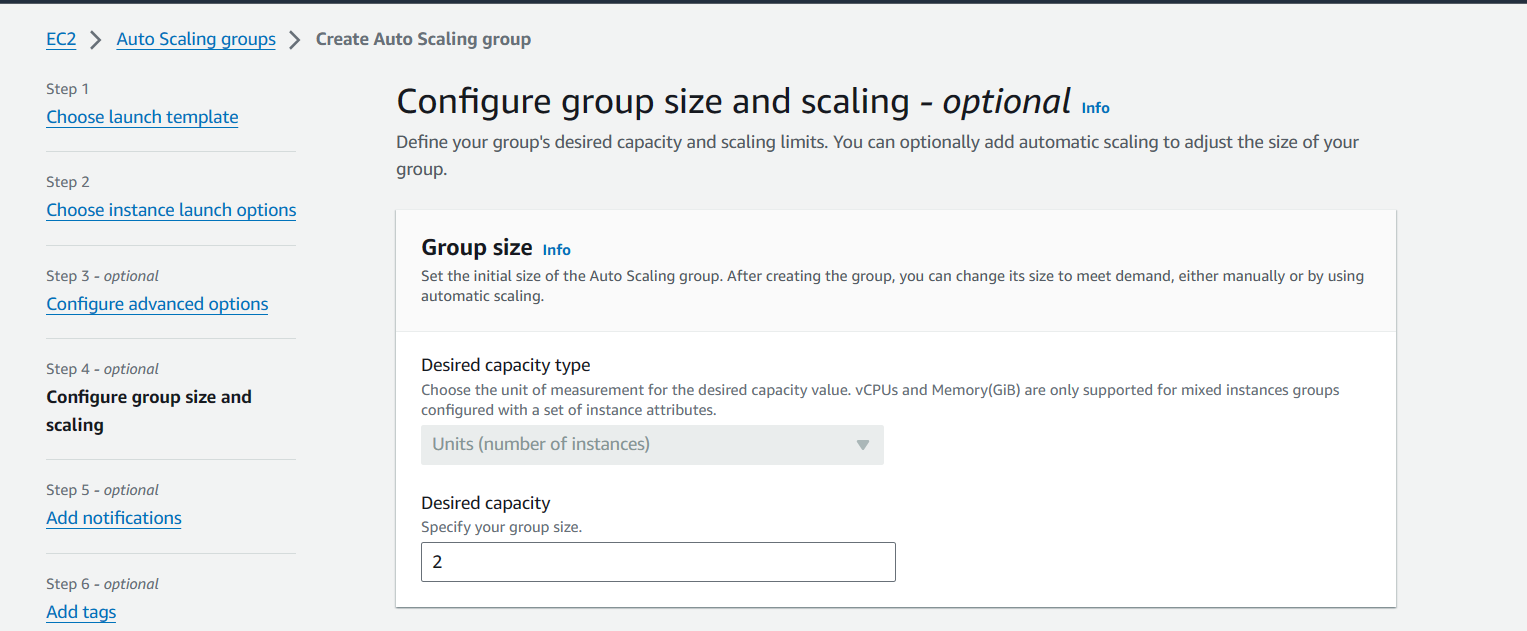 EC2 > Auto Scaling groups > Create Auto Scaling group
Step 1
Choose launch template
Step 2
Choose instance launch options
Step 3 - optional
Configure advanced options
Step 4 - optional
Configure group size and
scaling
Step 5 - optional
Add notifications
Step 6 - optional
Add tags
Configure group size and scaling - optional Info
Define your group's desired capacity and scaling limits. You can optionally add automatic scaling to adjust the size of your
group.
Group size Info
Set the initial size of the Auto Scaling group. After creating the group, you can change its size to meet demand, either manually or by using
automatic scaling.
Desired capacity type
Choose the unit of measurement for the desired capacity value. vCPUs and Memory(GiB) are only supported for mixed instances groups
configured with a set of instance attributes.
Units (number of instances)
Desired capacity
Specify your group size.
2